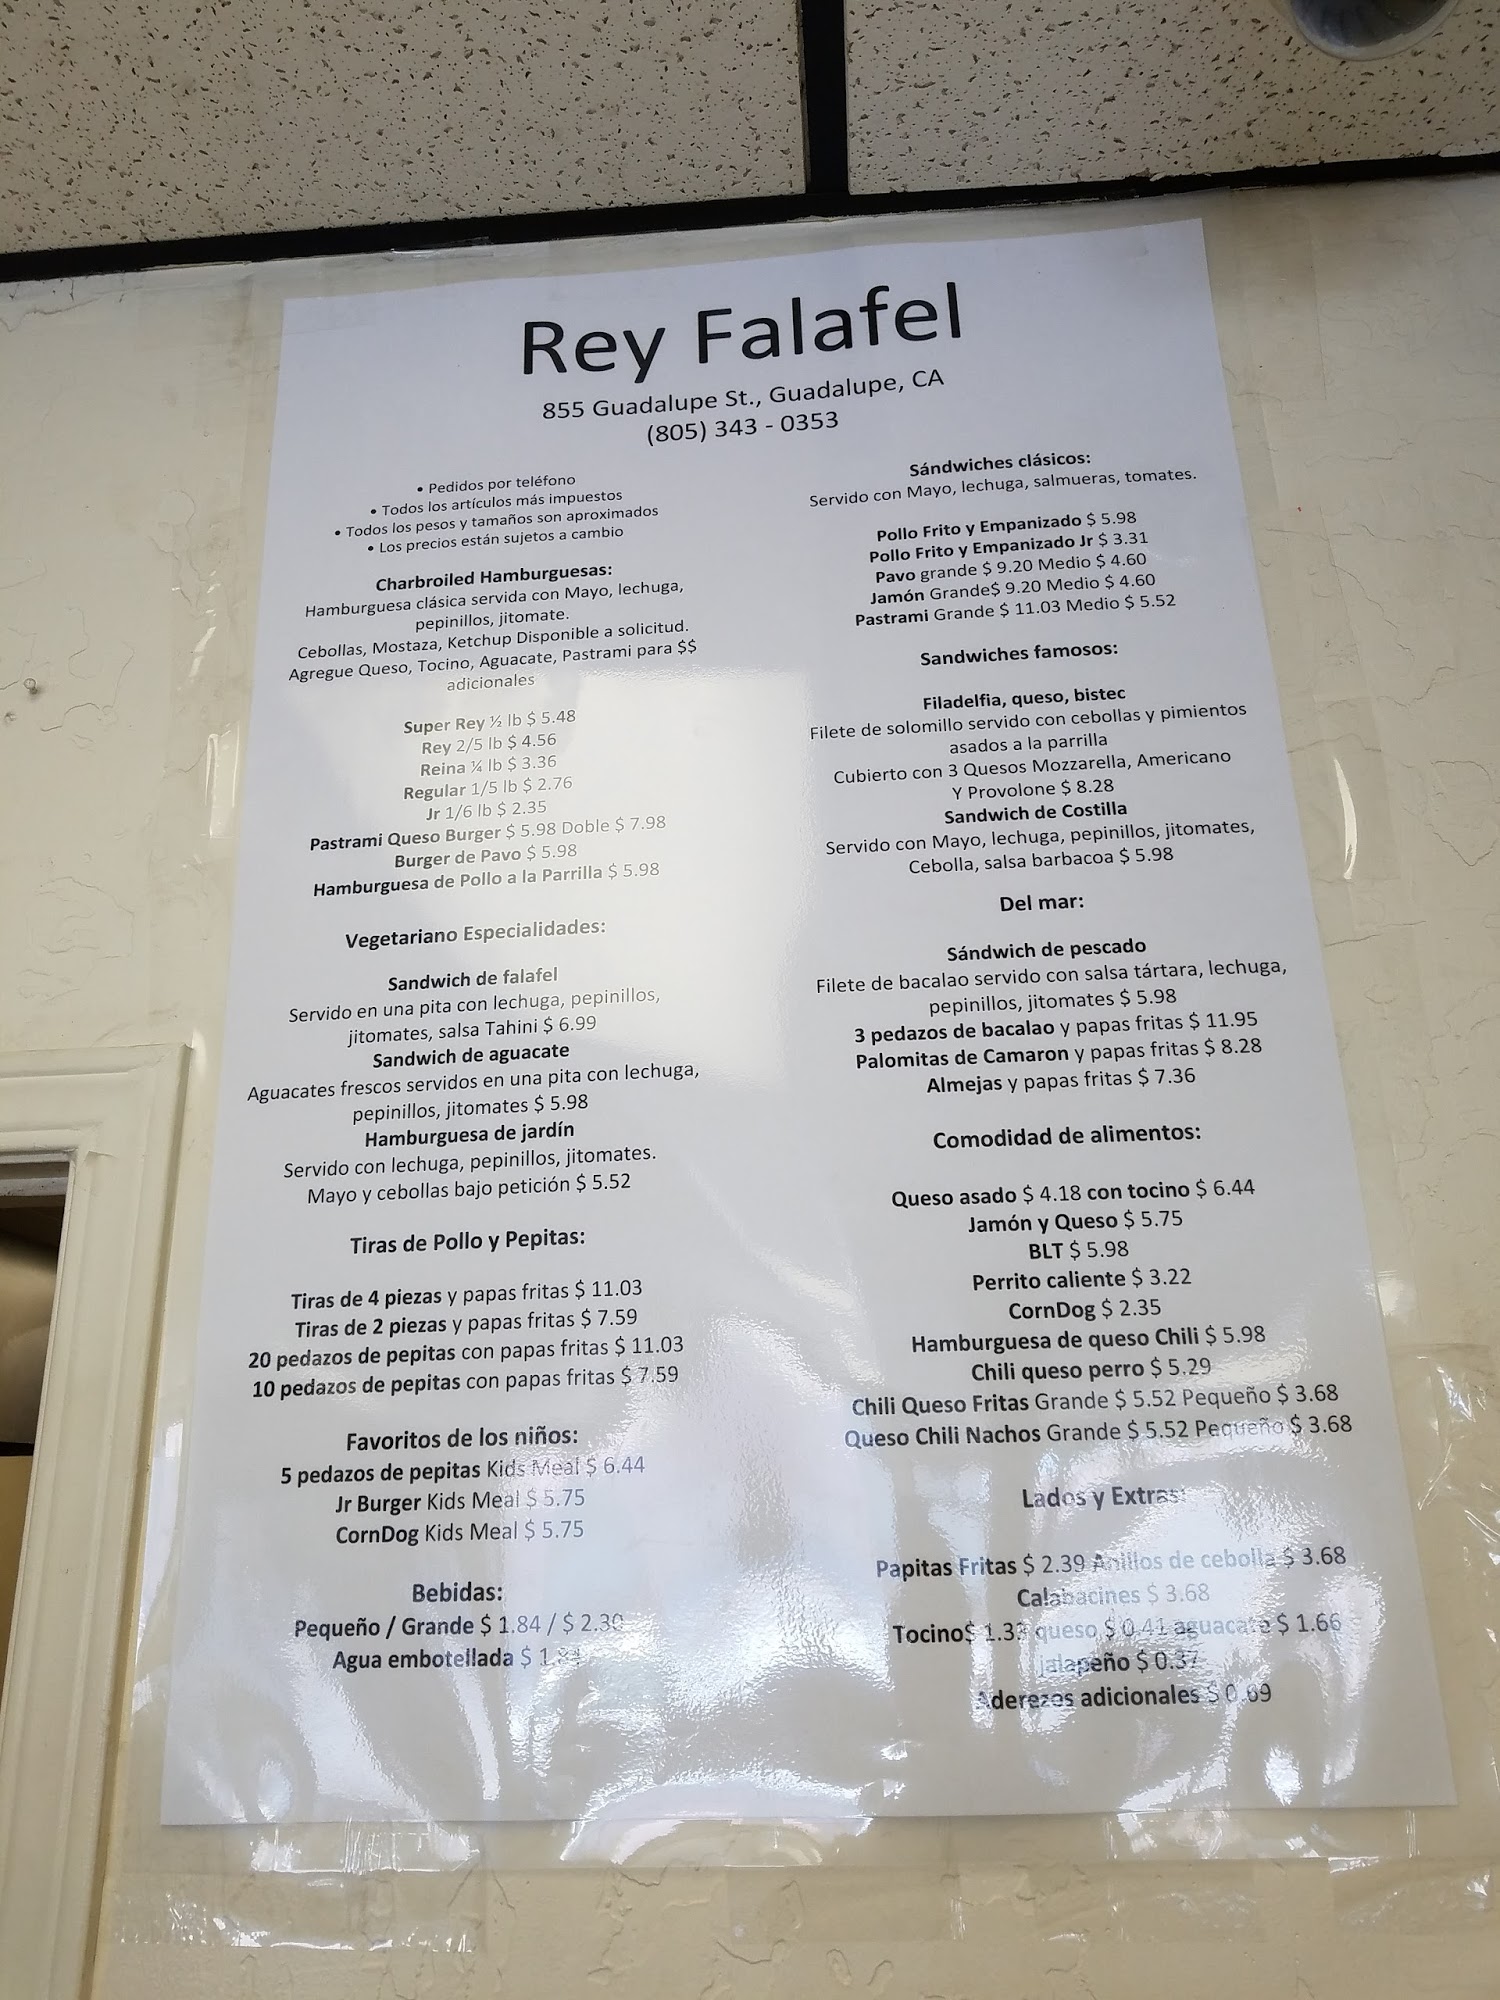 Rey Falafel
855 Guadalupe St., Guadalupe, CA
(805) 343 - 0353
• Pedidos por teléfono
• Todos los artículos más impuestos
• Todos los pesos y tamaños son aproximados
• Los precios están sujetos a cambio
Charbroiled Hamburguesas:
Hamburguesa clásica servida con Mayo, lechuga,
pepinillos, jitomate.
Cebollas, Mostaza, Ketchup Disponible a solicitud.
Agregue Queso, Tocino, Aguacate, Pastrami para $$
adicionales
Super Rey ½ lb $ 5.48
Rey 2/5 lb $ 4.56
Reina ¼ lb $ 3.36
Regular 1/5 lb $ 2.76
Jr 1/6 lb $ 2.35
Pastrami Queso Burger $ 5.98 Doble $ 7.98
Burger de Pavo $ 5.98
Hamburguesa de Pollo a la Parrilla $ 5.98
Vegetariano Especialidades:
Sandwich de falafel
Servido en una pita con lechuga, pepinillos,
jitomates, salsa Tahini $ 6.99
Sandwich de aguacate
Aguacates frescos servidos en una pita con lechuga,
pepinillos, jitomates $ 5.98
Hamburguesa de jardín
Servido con lechuga, pepinillos, jitomates.
Mayo y cebollas bajo petición $ 5.52
Tiras de Pollo y Pepitas:
Tiras de 4 piezas y papas fritas $ 11.03
Tiras de 2 piezas y papas fritas $ 7.59
20 pedazos de pepitas con papas fritas $ 11.03
10 pedazos de pepitas con papas fritas $ 7.59
Favoritos de los niños:
5 pedazos de pepitas Kids Meal $ 6.44
Jr Burger Kids Meal $ 5.75
CornDog Kids Meal $ 5.75
Bebidas:
Pequeño / Grande $ 1.84 / $ 2.30
Agua embotellada $ 1.84
Sándwiches clásicos:
Servido con Mayo, lechuga, salmueras, tomates.
Pollo Frito y Empanizado $ 5.98
Pollo Frito y Empanizado Jr $ 3.31
Pavo grande $ 9.20 Medio $ 4.60
Jamón Grande$ 9.20 Medio $ 4.60
Pastrami Grande $ 11.03 Medio $ 5.52
Sandwiches famosos:
Filadelfia, queso, bistec
Filete de solomillo servido con cebollas y pimientos
asados a la parrilla
Cubierto con 3 Quesos Mozzarella, Americano
Y Provolone $ 8.28
Sandwich de Costilla
Servido con Mayo, lechuga, pepinillos, jitomates,
Cebolla, salsa barbacoa $ 5.98
Del mar:
Sándwich de pescado
Filete de bacalao servido con salsa tártara, lechuga,
pepinillos, jitomates $ 5.98
3 pedazos de bacalao y papas fritas $ 11.95
Palomitas de Camaron y papas fritas $ 8.28
Almejas y papas fritas $ 7.36
Comodidad de alimentos:
Queso asado $ 4.18 con tocino $ 6.44
Jamón y Queso $ 5.75
BLT $ 5.98
Perrito caliente $ 3.22
CornDog $ 2.35
Hamburguesa de queso Chili $ 5.98
Chili queso perro $ 5.29
Chili Queso Fritas Grande $ 5.52 Pequeño $ 3.68
Queso Chili Nachos Grande $ 5.52 Pequeño $ 3.68
Lados y Extras:
Papitas Fritas $ 2.39 Anillos de cebolla $ 3.68
Calabacines $ 3.68
Tocino$ 1.33 queso $ 0.41 aguacate $ 1.66
jalapeño $ 0.37
Aderezos adicionales $ 0.69